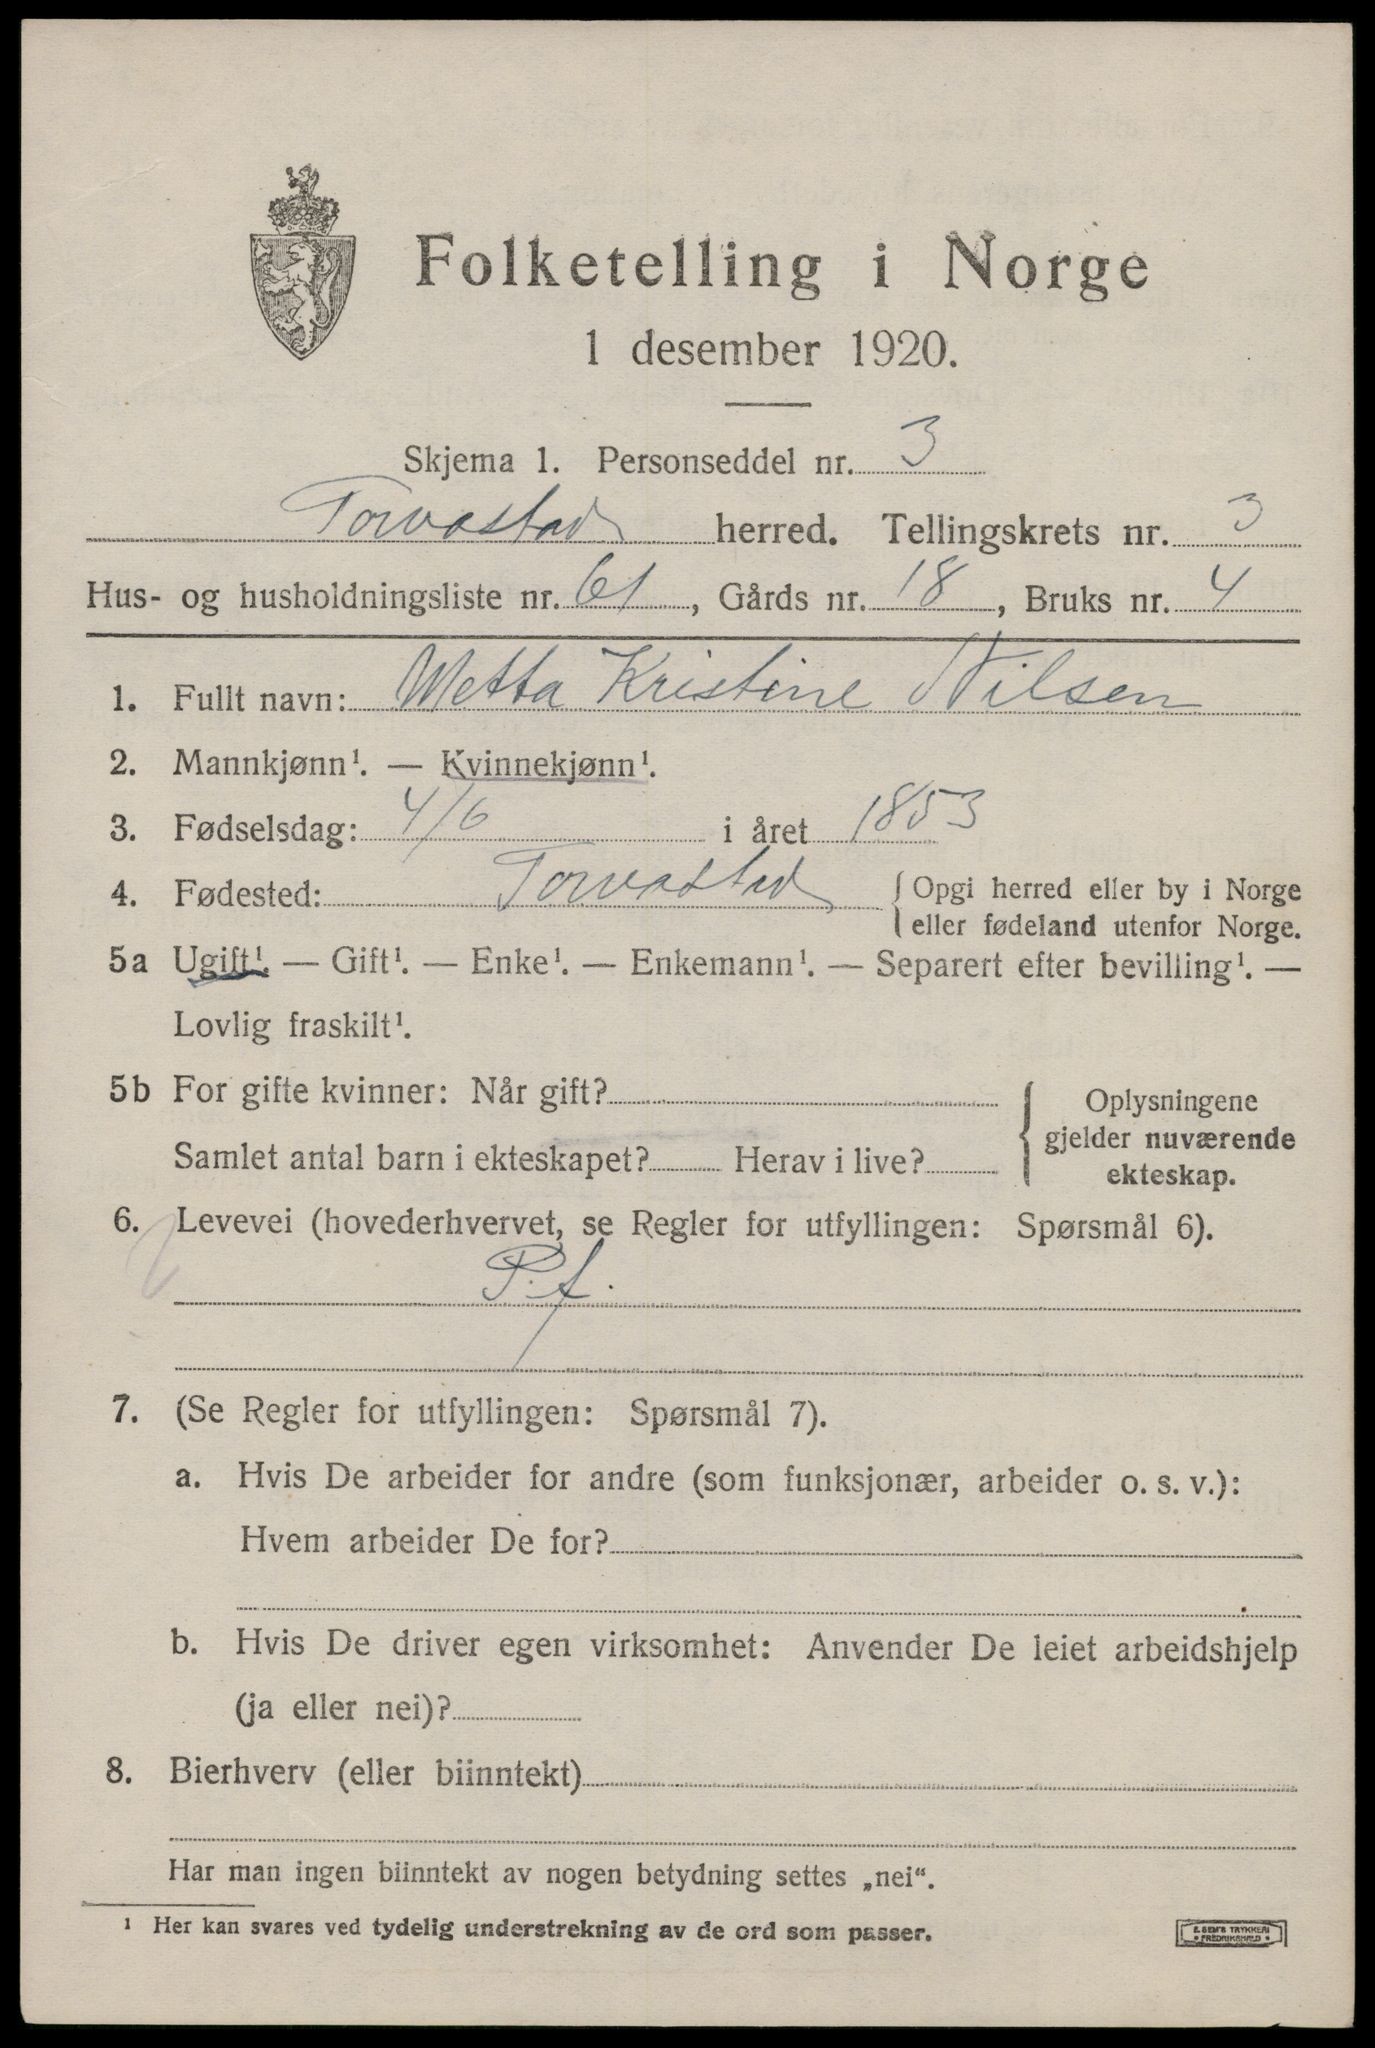 Folketelling i Norge
1 desember 1920.
Skjema 1. Personseddel nr. 3
Torvastad herred. Tellingskrets nr. 3
Hus- og husholdningsliste nr. 61, Gårds nr. 18, Bruks nr. 4
1. Fullt navn: Metta Kristine Nilsen
2. Mannkjønn¹. — Kvinnekjønn¹.
3. Fødselsdag: 4/6 i året 1853
4. Fødested: Torvastad { Opgi herred eller by i Norge
eller fødeland utenfor Norge.
5a Ugift¹. — Gift¹. — Enke¹. — Enkemann¹. — Separert efter bevilling¹. —
Lovlig fraskilt¹.
5b For gifte kvinner: Når gift?
Samlet antal barn i ekteskapet? Herav i live?
Oplysningene
gjelder nuværende
ekteskap.
6. Levevei (hovederhvervet, se Regler for utfyllingen: Spørsmål 6).
P.f.
7. (Se Regler for utfyllingen: Spørsmål 7).
a. Hvis De arbeider for andre (som funksjonær, arbeider o. s. v.):
Hvem arbeider De for?
b. Hvis De driver egen virksomhet: Anvender De leiet arbeidshjelp
(ja eller nei)?
8. Bierhverv (eller biinntekt)
Har man ingen biinntekt av nogen betydning settes „nei“.
¹ Her kan svares ved tydelig understrekning av de ord som passer.
E. SEM'S TRYKKERI
• FREDRIKSHALD •